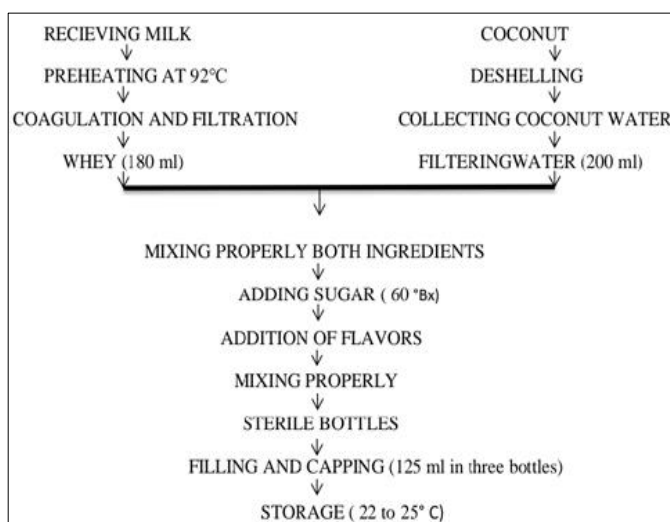 RECIEVING MILK
PREHEATING AT 92°C
COAGULATION AND FILTRATION
WHEY (180 ml)
COCONUT
DESHELLING
COLLECTING COCONUT WATER
FILTERINGWATER (200 ml)
MIXING PROPERLY BOTH INGREDIENTS
ADDING SUGAR ( 60 °Bx)
ADDITION OF FLAVORS
MIXING PROPERLY
STERILE BOTTLES
FILLING AND CAPPING (125 ml in three bottles)
STORAGE ( 22 to 25° C)